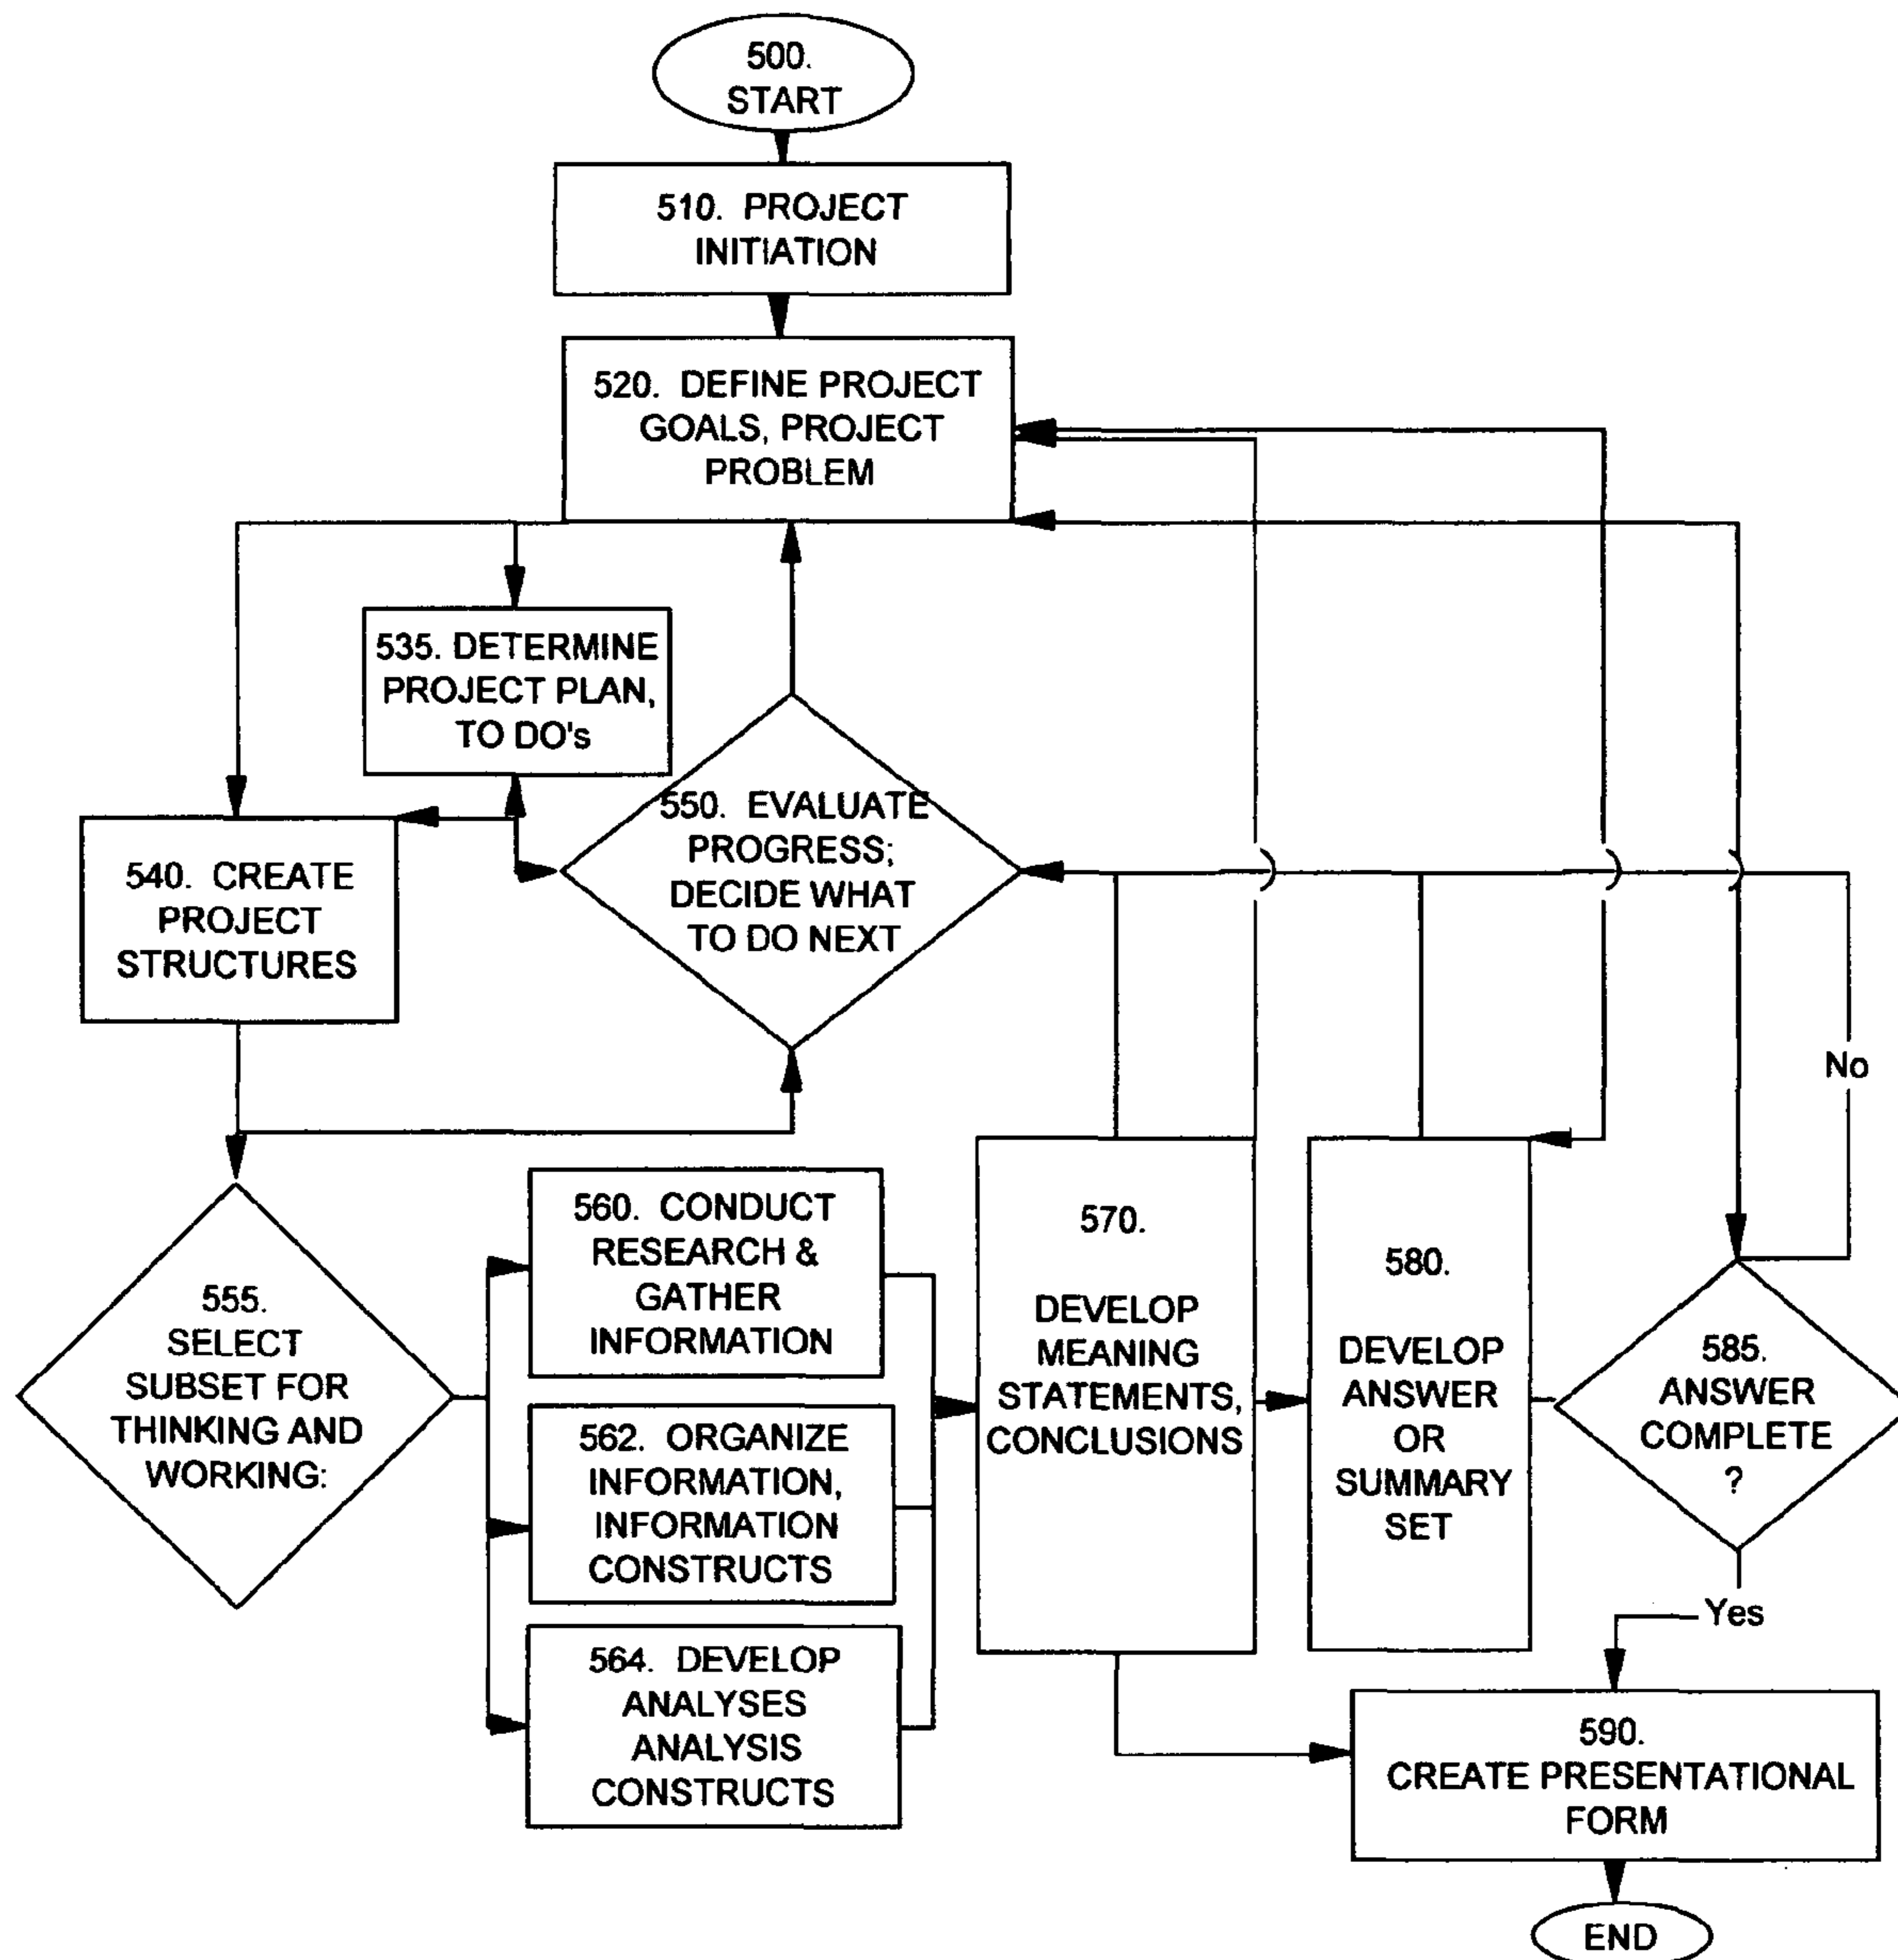 500.
START
510. PROJECT
INITIATION
520. DEFINE PROJECT
GOALS, PROJECT
PROBLEM
535. DETERMINE
PROJECT PLAN,
TO DO's
550. EVALUATE
PROGRESS;
DECIDE WHAT
TO DO NEXT
540. CREATE
PROJECT
STRUCTURES
No
555.
SELECT
SUBSET FOR
THINKING AND
WORKING:
560. CONDUCT
RESEARCH &
GATHER
INFORMATION
562. ORGANIZE
INFORMATION,
INFORMATION
CONSTRUCTS
564. DEVELOP
ANALYSES
ANALYSIS
CONSTRUCTS
570.
DEVELOP
MEANING
STATEMENTS,
CONCLUSIONS
580.
DEVELOP
ANSWER
OR
SUMMARY
SET
585.
ANSWER
COMPLETE
?
Yes
590.
CREATE PRESENTATIONAL
FORM
END